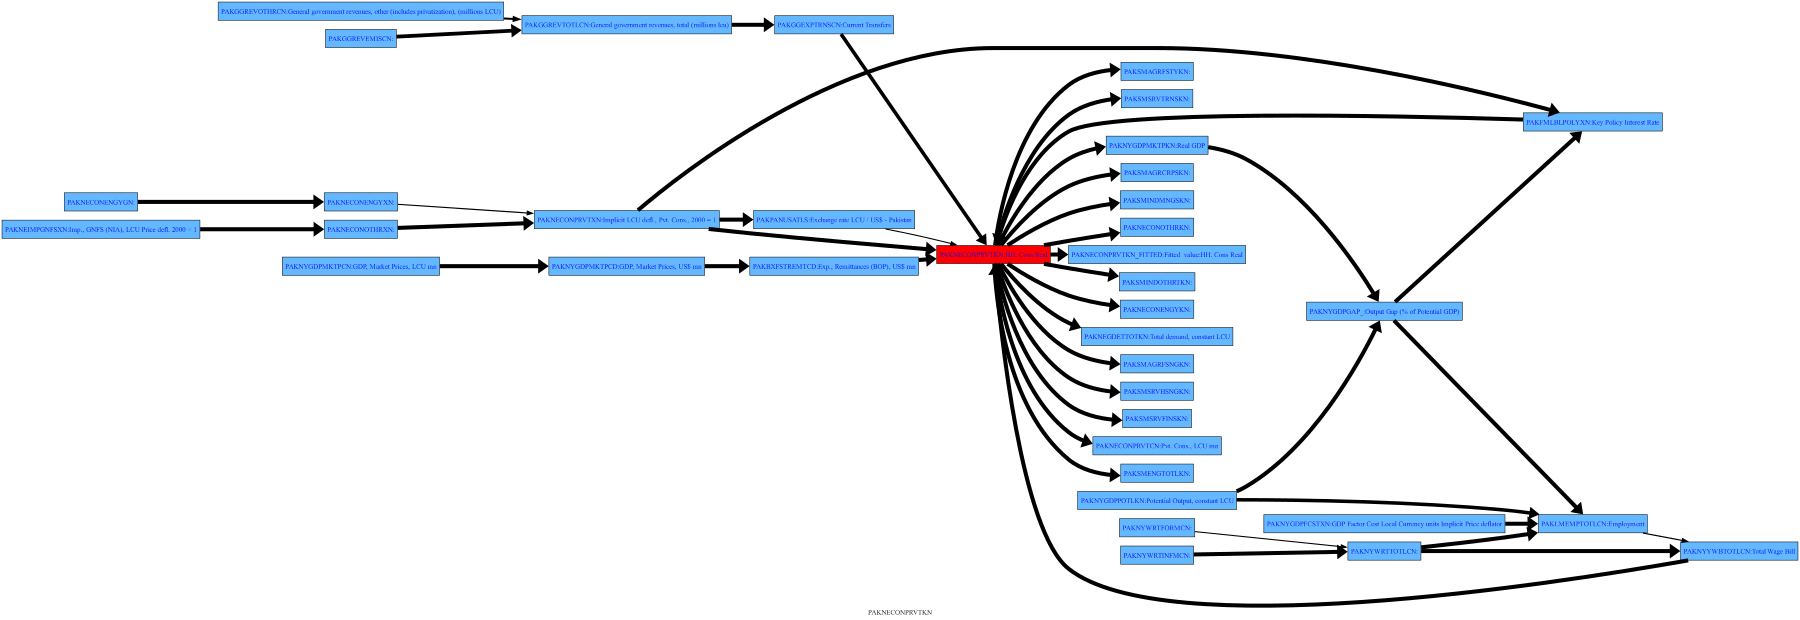 PAKGGREVOTHRCN:General government revenues, other (includes privatization), (millions LCU)
PAKGGREVTOTLCN:General government revenues, total (millions lcu)
PAKGGEXPTRNSCN:Current Transfers
PAKGGREVEMISCN:
PAKSMAGRFSTYKN:
PAKSMSRVTRNSKN:
PAKFMLBLPOLYXN:Key Policy Interest Rate
PAKNYGDPMKTPKN:Real GDP
PAKSMAGRCRPSKN:
PAKNECONENGYGN:
PAKNECONENGYXN:
PAKSMINDMNGSKN:
PAKNECONPRVTXN:Implicit LCU defl., Pvt. Cons., 2000 = 1
PAKPANUSATLS:Exchange rate LCU / US$ - Pakistan
PAKNEIMPGNFSXN:Imp., GNFS (NIA), LCU Price defl. 2000 = 1
PAKNECONOTHRXN:
PAKNECONOTHRKN:
PAKNECONPRVTKN:HH. Cons Real
PAKNECONPRVTKN_FITTED:Fitted value:HH. Cons Real
PAKNYGDPMKTPCN:GDP, Market Prices, LCU mn
PAKNYGDPMKTPCD:GDP, Market Prices, US$ mn
PAKBXFSTREMTCD:Exp., Remittances (BOP), US$ mn
PAKSMINDOTHRTKN:
PAKNECONENGYKN:
PAKNYGDPGAP_:Output Gap (% of Potential GDP)
PAKNEGDETTOTKN:Total demand, constant LCU
PAKSMAGRFSNGKN:
PAKSMSRVHSNGKN:
PAKSMSRVFINSKN:
PAKNECONPRVTCN:Pvt. Cons., LCU mn
PAKSMENGTOTLKN:
PAKNYGDPPOTLKN:Potential Output, constant LCU
PAKNYWRTFORMCN:
PAKNYGDPFCSTXN:GDP Factor Cost Local Currency units Implicit Price deflator
PAKLMEMPTOTLCN:Employment
PAKNYWRTINFMCN:
PAKNYWRTTOTLCN:
PAKNYYWBTOTLCN:Total Wage Bill
PAKNECONPRVTKN